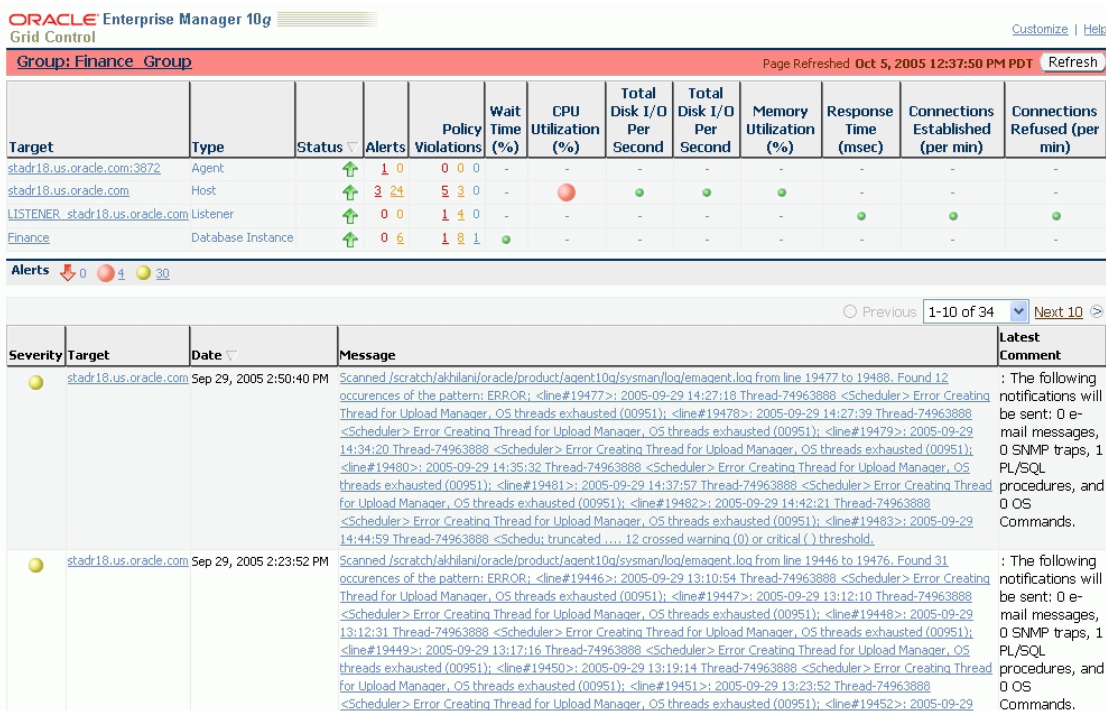 ORACLE Enterprise Manager 10g
Grid Control
Customize | Help
Group: Finance Group
Page Refreshed Oct 5, 2005 12:37:50 PM PDT Refresh
Target Type Status Alerts Policy Violations Wait Time (%) CPU Utilization (%) Total Disk I/O Per Second Total Disk I/O Per Second Memory Utilization (%) Response Time (msec) Connections Established (per min) Connections Refused (per min)
stadr18.us.oracle.com:3872 Agent 1 0 0 0 0 - - - - - - - -
stadr18.us.oracle.com Host 3 24 5 3 0 - - - -
LISTENER_stadr18.us.oracle.com Listener 0 0 1 4 0 - - - - -
Finance Database Instance 0 6 1 8 1 - - - - - - -
Alerts 0 4 30
Previous 1-10 of 34 Next 10
Severity Target Date Message Latest Comment
stadr18.us.oracle.com Sep 29, 2005 2:50:40 PM
Scanned /scratch/akhilani/oracle/product/agent10g/sysman/log/emagent.log from line 19477 to 19488. Found 12
occurences of the pattern: ERROR; <line#19477>: 2005-09-29 14:27:18 Thread-74963888 <Scheduler> Error Creating
Thread for Upload Manager, OS threads exhausted (00951); <line#19478>: 2005-09-29 14:27:39 Thread-74963888
<Scheduler> Error Creating Thread for Upload Manager, OS threads exhausted (00951); <line#19479>: 2005-09-29
14:34:20 Thread-74963888 <Scheduler> Error Creating Thread for Upload Manager, OS threads exhausted (00951);
<line#19480>: 2005-09-29 14:35:32 Thread-74963888 <Scheduler> Error Creating Thread for Upload Manager, OS
threads exhausted (00951); <line#19481>: 2005-09-29 14:37:57 Thread-74963888 <Scheduler> Error Creating Thread
for Upload Manager, OS threads exhausted (00951); <line#19482>: 2005-09-29 14:42:21 Thread-74963888
<Scheduler> Error Creating Thread for Upload Manager, OS threads exhausted (00951); <line#19483>: 2005-09-29
14:44:59 Thread-74963888 <Schedu; truncated .... 12 crossed warning (0) or critical ( ) threshold.
: The following
notifications will
be sent: 0 e-
mail messages,
0 SNMP traps, 1
PL/SQL
procedures, and
0 OS
Commands.
stadr18.us.oracle.com Sep 29, 2005 2:23:52 PM
Scanned /scratch/akhilani/oracle/product/agent10g/sysman/log/emagent.log from line 19446 to 19476. Found 31
occurences of the pattern: ERROR; <line#19446>: 2005-09-29 13:10:54 Thread-74963888 <Scheduler> Error Creating
Thread for Upload Manager, OS threads exhausted (00951); <line#19447>: 2005-09-29 13:12:10 Thread-74963888
<Scheduler> Error Creating Thread for Upload Manager, OS threads exhausted (00951); <line#19448>: 2005-09-29
13:12:31 Thread-74963888 <Scheduler> Error Creating Thread for Upload Manager, OS threads exhausted (00951);
<line#19449>: 2005-09-29 13:17:16 Thread-74963888 <Scheduler> Error Creating Thread for Upload Manager, OS
threads exhausted (00951); <line#19450>: 2005-09-29 13:19:14 Thread-74963888 <Scheduler> Error Creating Thread
for Upload Manager, OS threads exhausted (00951); <line#19451>: 2005-09-29 13:23:52 Thread-74963888
<Scheduler> Error Creating Thread for Upload Manager, OS threads exhausted (00951); <line#19452>: 2005-09-29
: The following
notifications will
be sent: 0 e-
mail messages,
0 SNMP traps, 1
PL/SQL
procedures, and
0 OS
Commands.